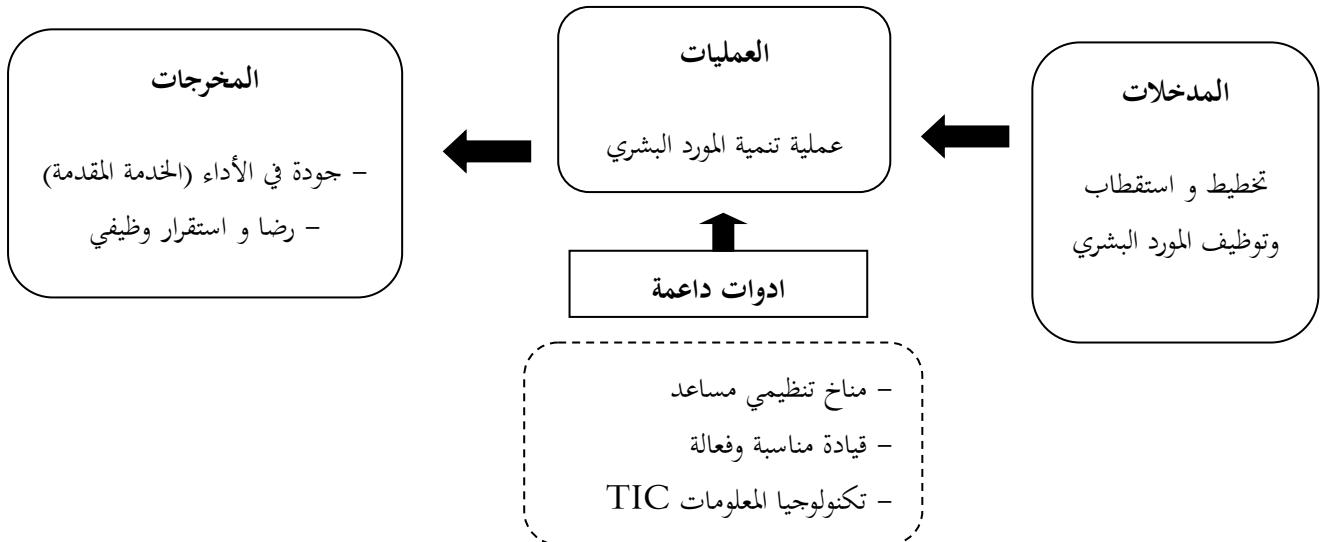 المدخلات
تخطيط و استقطاب
وتوظيف المورد البشري
العمليات
عملية تنمية المورد البشري
المخرجات
- جودة في الأداء (الخدمة المقدمة)
- رضا و استقرار وظيفي
ادوات داعمة
- مناخ تنظيمي مساعد
- قيادة مناسبة وفعالة
- تكنولوجيا المعلومات TIC